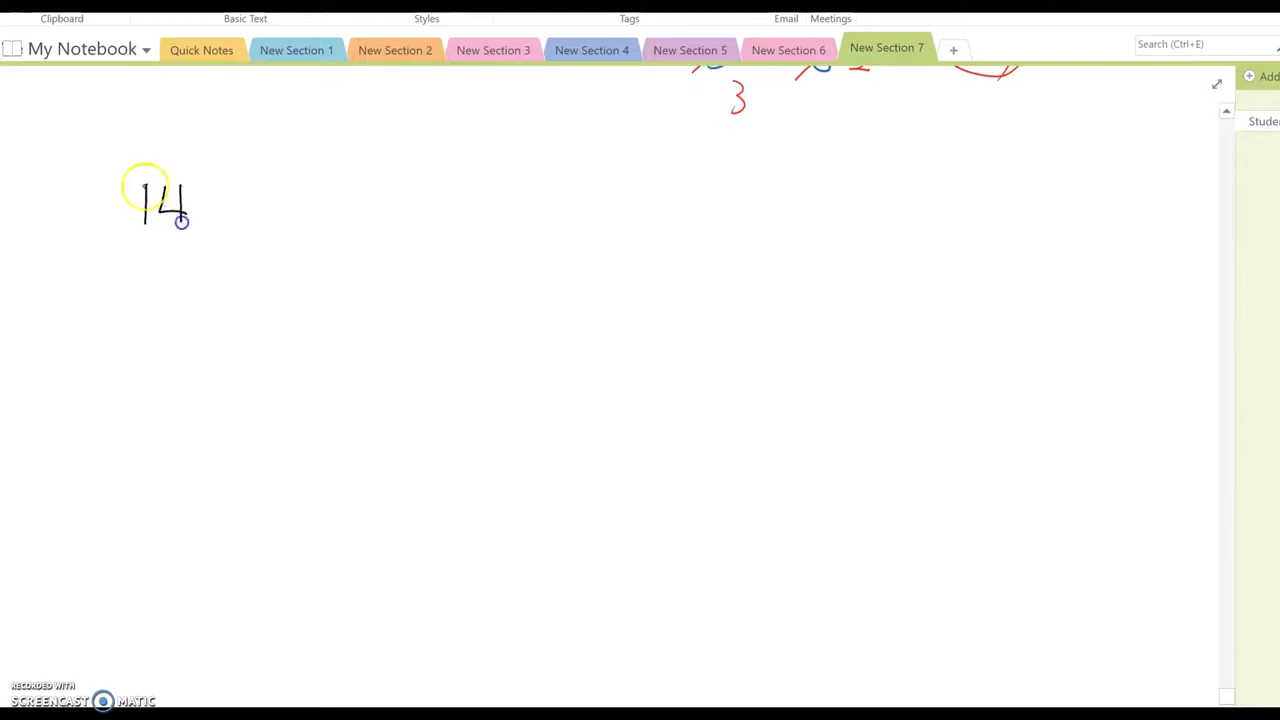 Clipboard Basic Text Styles Tags Email Meetings
My Notebook Quick Notes New Section 1 New Section 2 New Section 3 New Section 4 New Section 5 New Section 6 New Section 7 + Search (Ctrl+E)
Add
3
Studen
14
RECORDED WITH
SCREENCAST MATIC